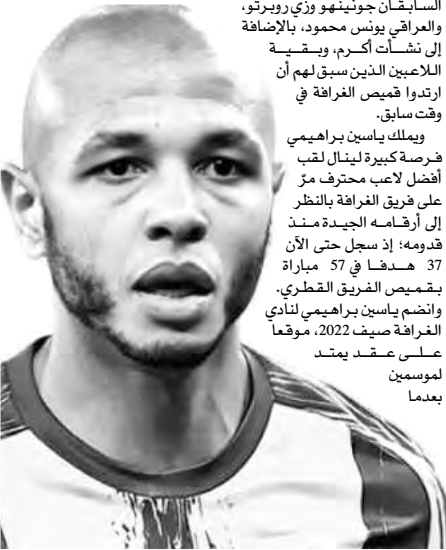 السابقان جونينهو وزي روبرتو،
والعراقي يونس محمود، بالإضافة
إلى نشأت أكرم، وبقية
اللاعبين الذين سبق لهم أن
ارتدوا قميص الغرافة في
وقت سابق.
ويملك ياسين براهيمي
فرصة كبيرة لينال لقب
أفضل لاعب محترف مرّ
على فريق الغرافة بالنظر
إلى أرقامه الجيدة منذ
قدومه؛ إذ سجل حتى الآن
37 هدفا في 57 مباراة
بقميص الفريق القطري.
وانضم ياسين براهيمي لنادي
الغرافة صيف 2022، موقعا
على عقد يمتد
لموسمين
بعدما